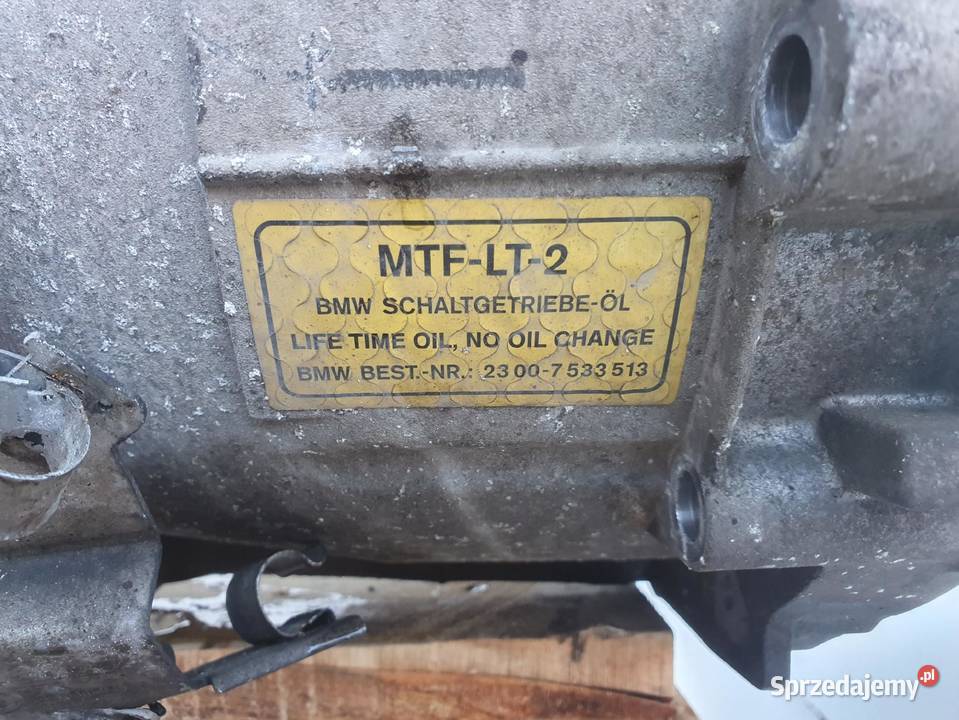 MTF-LT-2
BMW SCHALTGETRIEBE-ÖL
LIFE TIME OIL, NO OIL CHANGE
BMW BEST.-NR.: 23 00-7 533 513
Sprzedajemy.pl